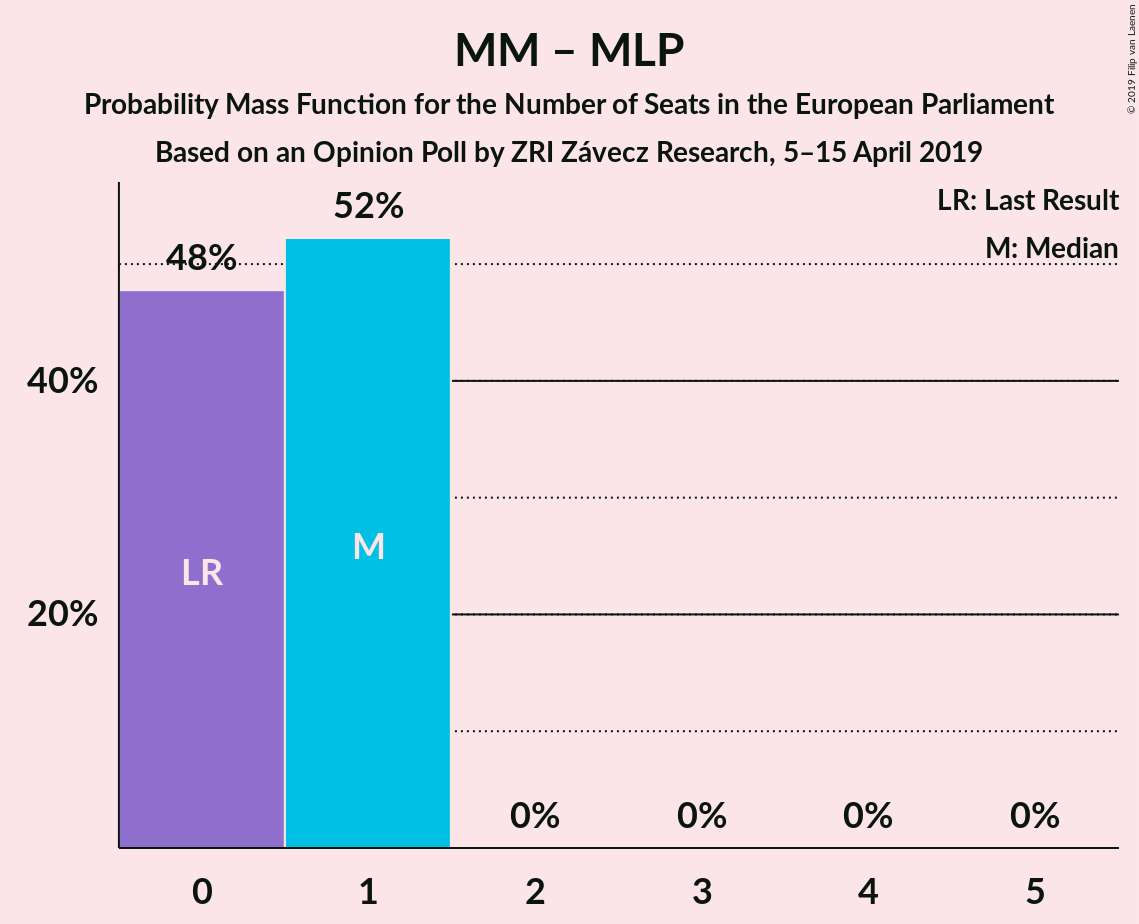 MM – MLP
Probability Mass Function for the Number of Seats in the European Parliament
Based on an Opinion Poll by ZRI Závecz Research, 5–15 April 2019
© 2019 Filip van Laenen
LR: Last Result
M: Median
52%
48%
40%
20%
LR
M
0%
0%
0%
0%
0
1
2
3
4
5